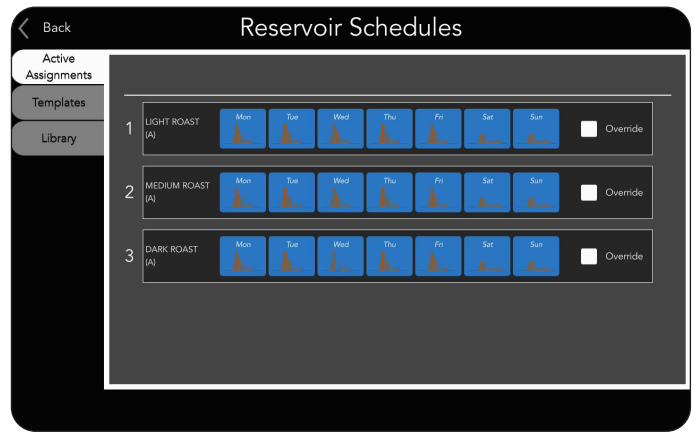 Back
Reservoir Schedules
Active
Assignments
Templates
Library
1
LIGHT ROAST
(A)
Mon Tue Wed Thu Fri Sat Sun
Override
2
MEDIUM ROAST
(A)
Mon Tue Wed Thu Fri Sat Sun
Override
3
DARK ROAST
(A)
Mon Tue Wed Thu Fri Sat Sun
Override